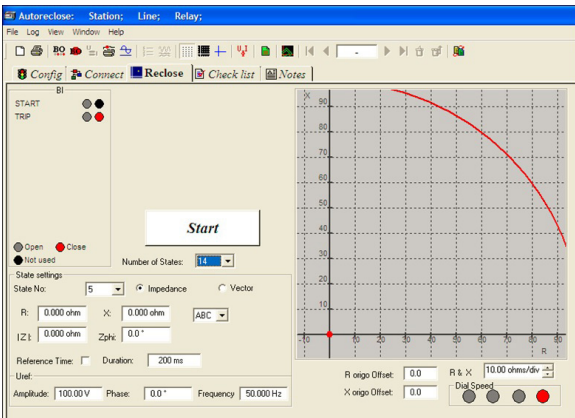 Autoreclose: Station; Line; Relay;
File Log View Window Help
BQ
-
Config Connect Reclose Check list Notes
BI
START
TRIP
Open Close
Not used
Start
Number of States: 14
State settings
State No: 5 Impedance Vector
R: 0.000 ohm X: 0.000 ohm ABC
|Z|: 0.000 ohm Zphi: 0.0 °
Reference Time: Duration: 200 ms
Uref:
Amplitude: 100.00 V Phase: 0.0 ° Frequency 50.000 Hz
X
90
70
60
50
40
30
20
10
-10 10 20 30 40 50 60 70 80 90
R
R origo Offset: 0.0 R & X 10.00 ohms/div
X origo Offset: 0.0 Dial Speed